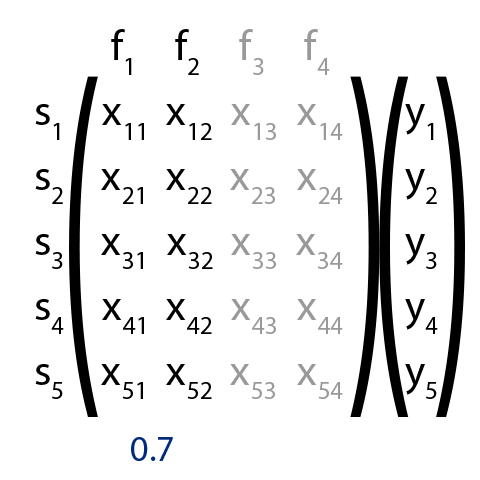 f₁ f₂ f₃ f₄
s₁ x₁₁ x₁₂ x₁₃ x₁₄ y₁
s₂ x₂₁ x₂₂ x₂₃ x₂₄ y₂
s₃ x₃₁ x₃₂ x₃₃ x₃₄ y₃
s₄ x₄₁ x₄₂ x₄₃ x₄₄ y₄
s₅ x₅₁ x₅₂ x₅₃ x₅₄ y₅
0.7